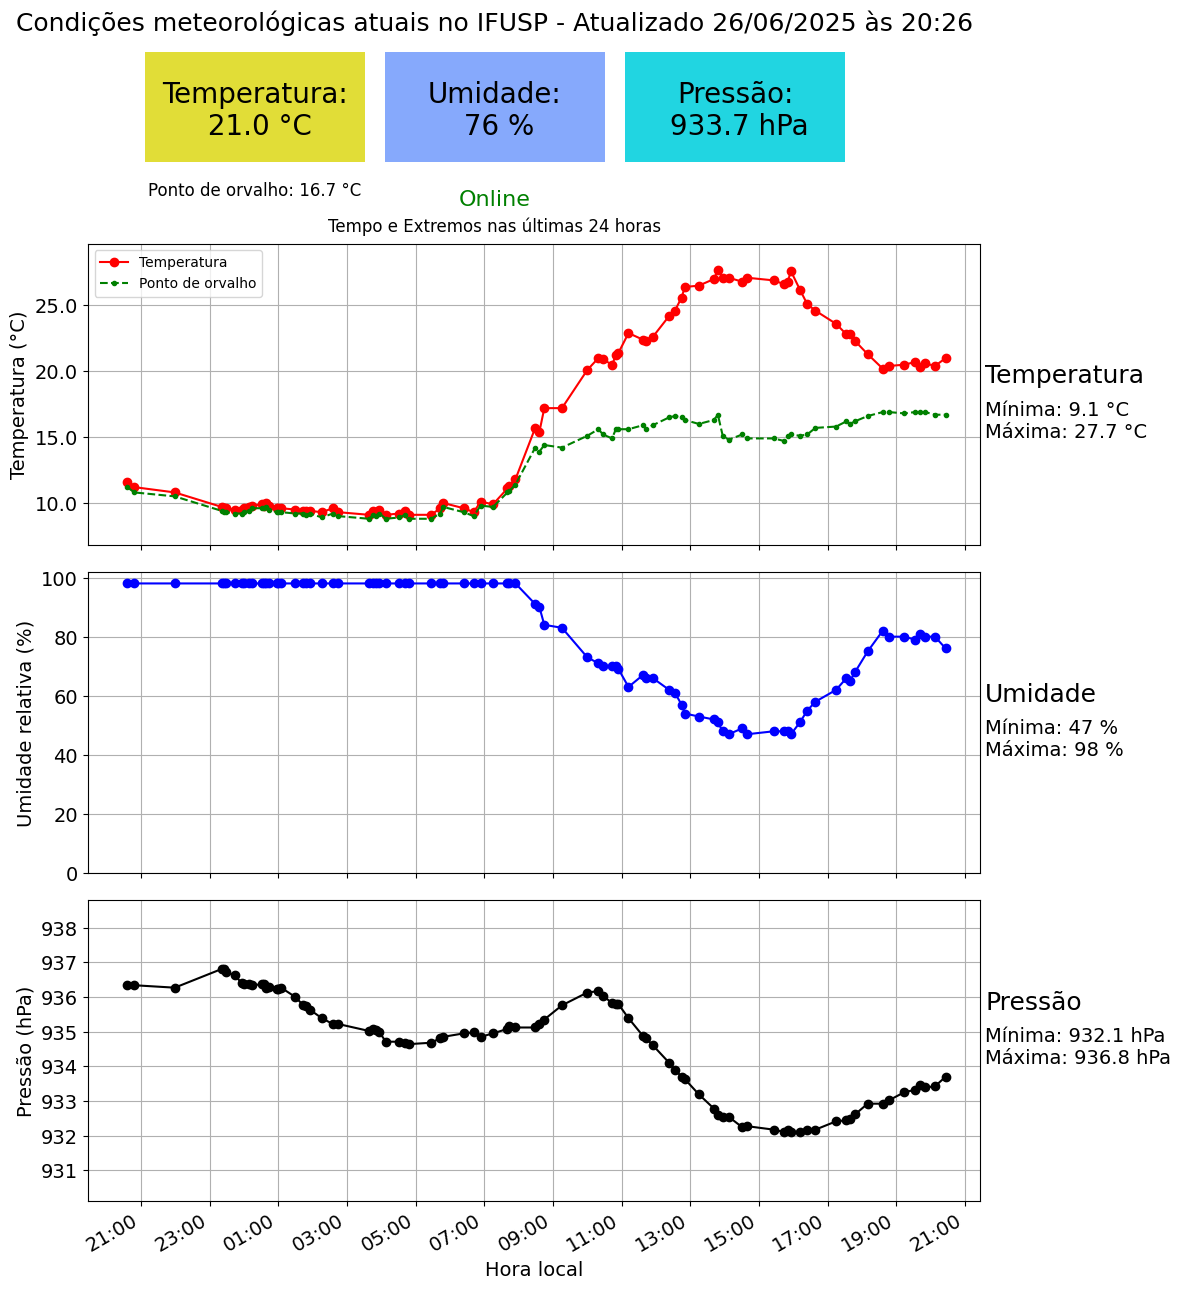 Condições meteorológicas atuais no IFUSP - Atualizado 26/06/2025 às 20:26
Temperatura:
21.0 °C
Umidade:
76 %
Pressão:
933.7 hPa
Ponto de orvalho: 16.7 °C
Online
Tempo e Extremos nas últimas 24 horas
Temperatura
Ponto de orvalho
Temperatura (°C)
25.0
20.0
15.0
10.0
Temperatura
Mínima: 9.1 °C
Máxima: 27.7 °C
Umidade relativa (%)
100
80
60
40
20
0
Umidade
Mínima: 47 %
Máxima: 98 %
Pressão (hPa)
938
937
936
935
934
933
932
931
Pressão
Mínima: 932.1 hPa
Máxima: 936.8 hPa
21:00
23:00
01:00
03:00
05:00
07:00
09:00
11:00
13:00
15:00
17:00
19:00
21:00
Hora local